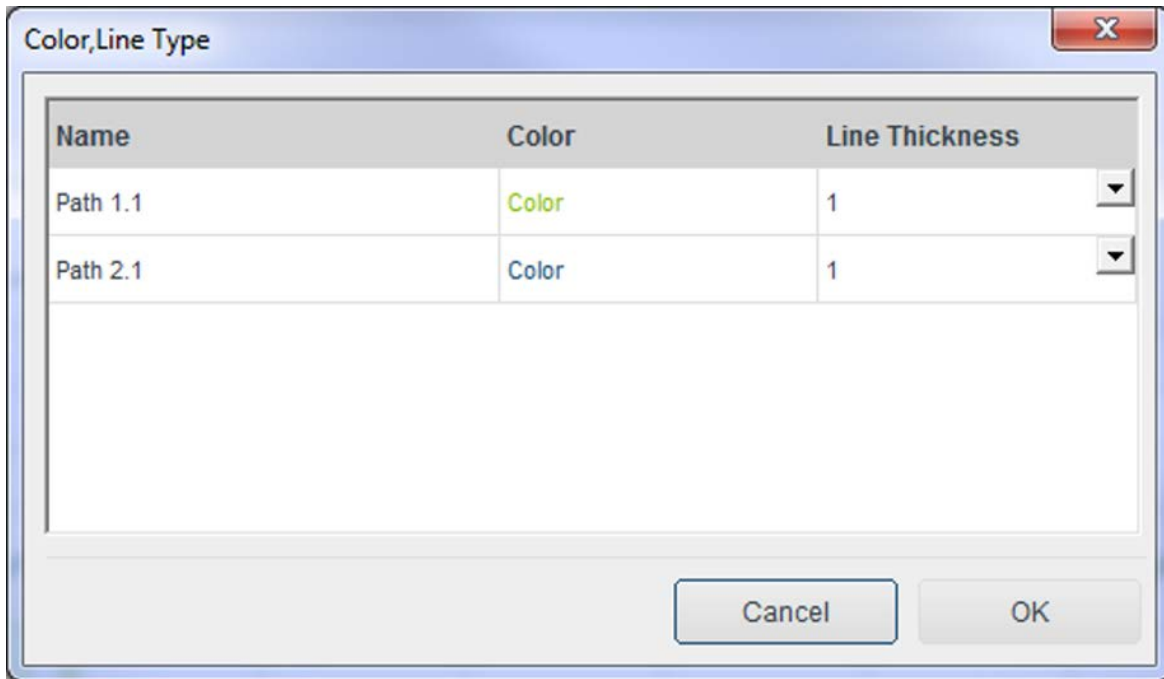 Color,Line Type
Name Color Line Thickness
Path 1.1 Color 1
Path 2.1 Color 1
Cancel OK